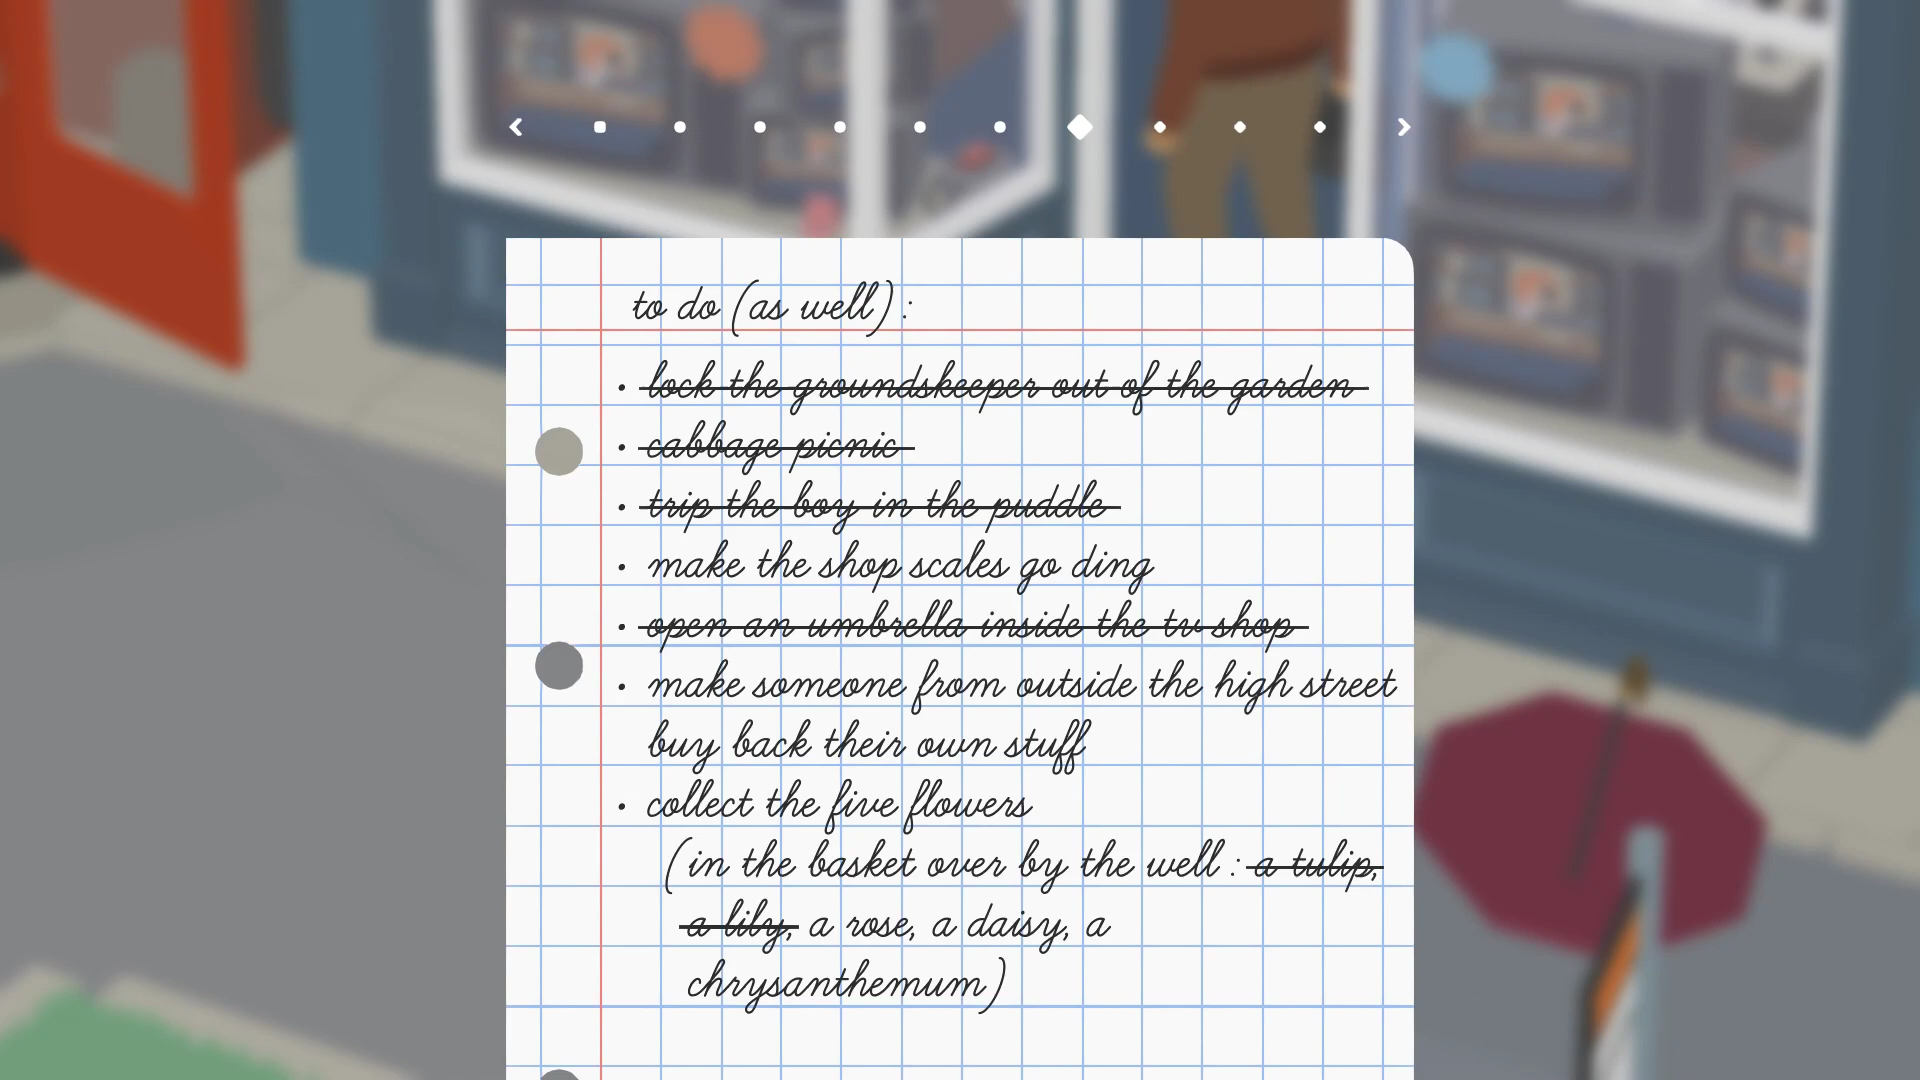 to do (as well) :
• lock the groundskeeper out of the garden
• cabbage picnic
• trip the boy in the puddle
• make the shop scales go ding
• open an umbrella inside the tv shop
• make someone from outside the high street
buy back their own stuff
• collect the five flowers
(in the basket over by the well : a tulip,
a lily, a rose, a daisy, a
chrysanthemum)